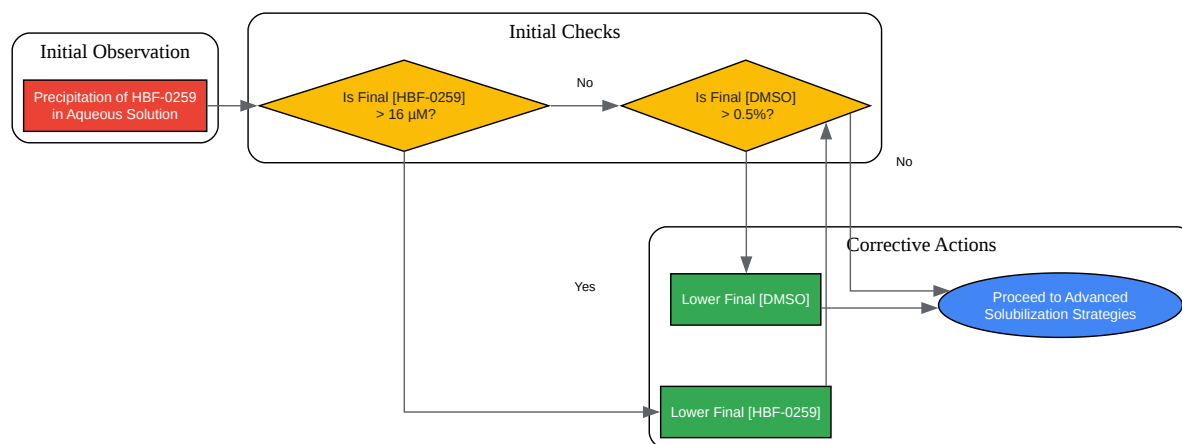 Initial Observation
Precipitation of HBF-0259
in Aqueous Solution
Initial Checks
Is Final [HBF-0259]
> 16 µM?
No
Is Final [DMSO]
> 0.5%?
No
Yes
Corrective Actions
Lower Final [DMSO]
Proceed to Advanced
Solubilization Strategies
Lower Final [HBF-0259]